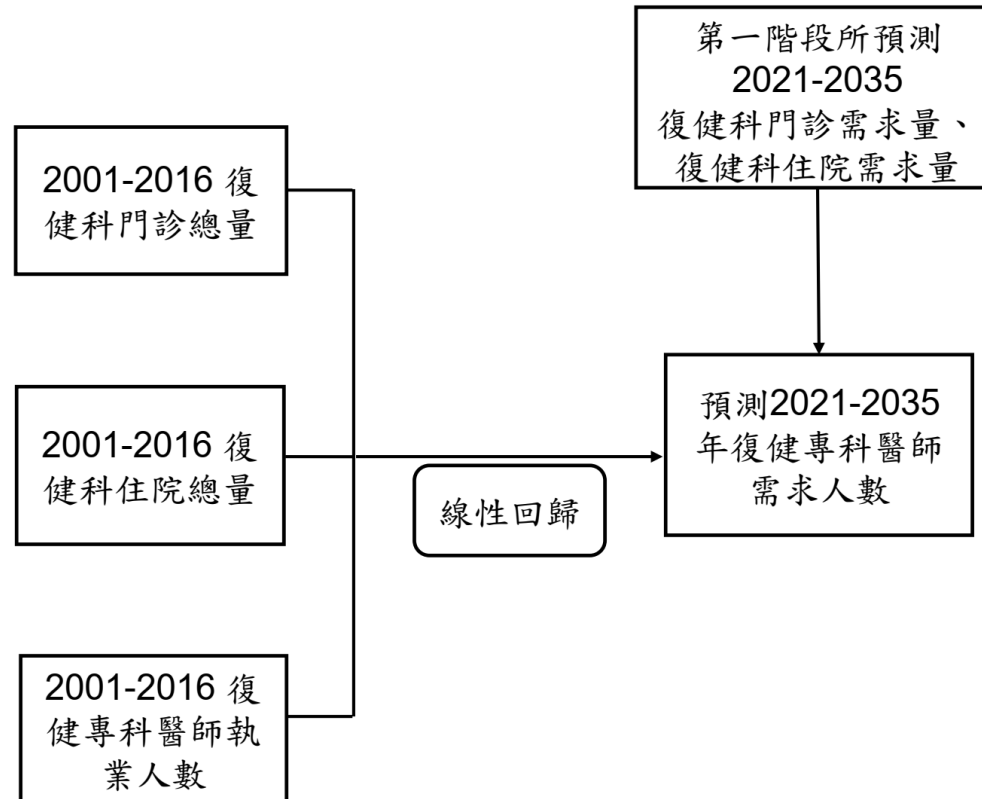 第一階段所預測
2021-2035
復健科門診需求量、
復健科住院需求量
2001-2016 復
健科門診總量
2001-2016 復
健科住院總量
線性回歸
預測2021-2035
年復健專科醫師
需求人數
2001-2016 復
健專科醫師執
業人數